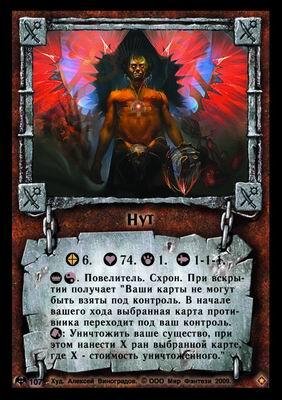 Нут
6. 74. 1. 1-1-1
: Повелитель. Схрон. При вскры-
тии получает "Ваши карты не могут
быть взяты под контроль. В начале
вашего хода выбранная карта проти-
вника переходит под ваш контроль.
: Уничтожить ваше существо, при
этом нанести X ран выбранной карте,
где X - стоимость уничтоженного."
107 Худ. Алексей Виноградов. © ООО Мир Фэнтези 2009.